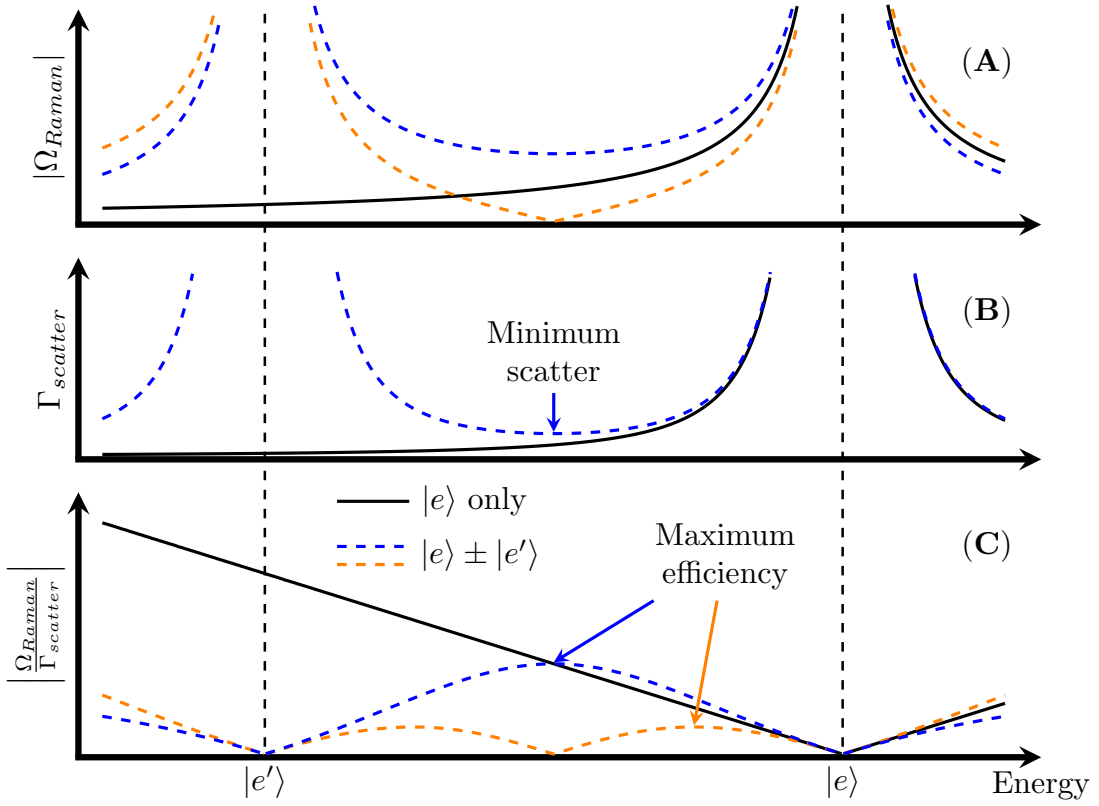 |Ω_Raman|
(A)
Γ_scatter
(B)
Minimum
scatter
|Ω_Raman/Γ_scatter|
|e⟩ only
|e⟩ ± |e′⟩
Maximum
efficiency
(C)
|e′⟩
|e⟩
Energy